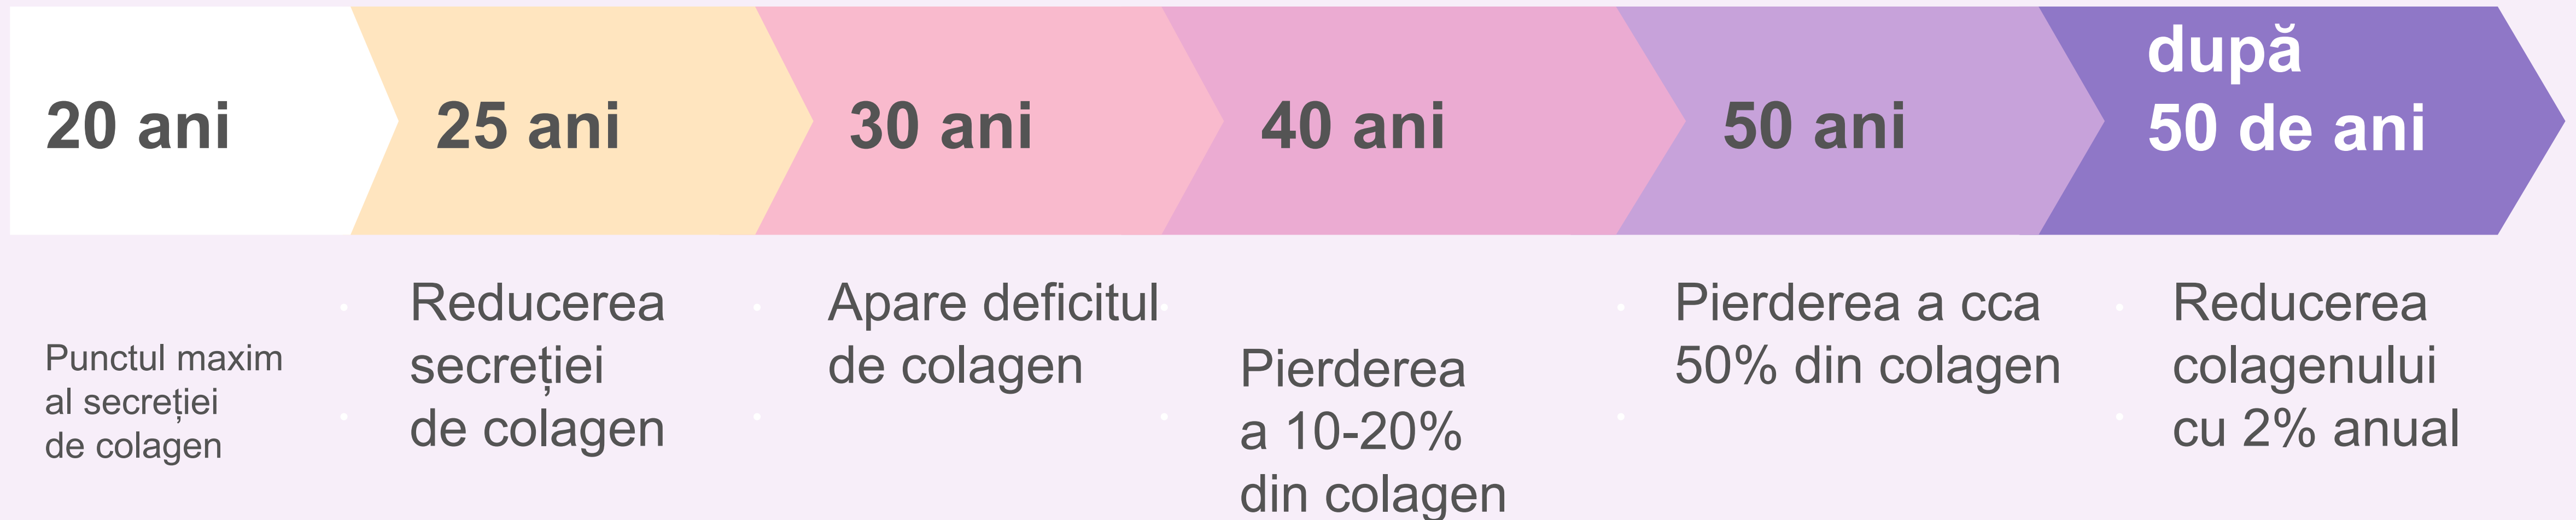 20 ani
25 ani
30 ani
40 ani
50 ani
după
50 de ani
Punctul maxim
al secreției
de colagen
Reducerea
secreției
de colagen
Apare deficitul
de colagen
Pierderea
a 10-20%
din colagen
Pierderea a cca
50% din colagen
Reducerea
colagenului
cu 2% anual